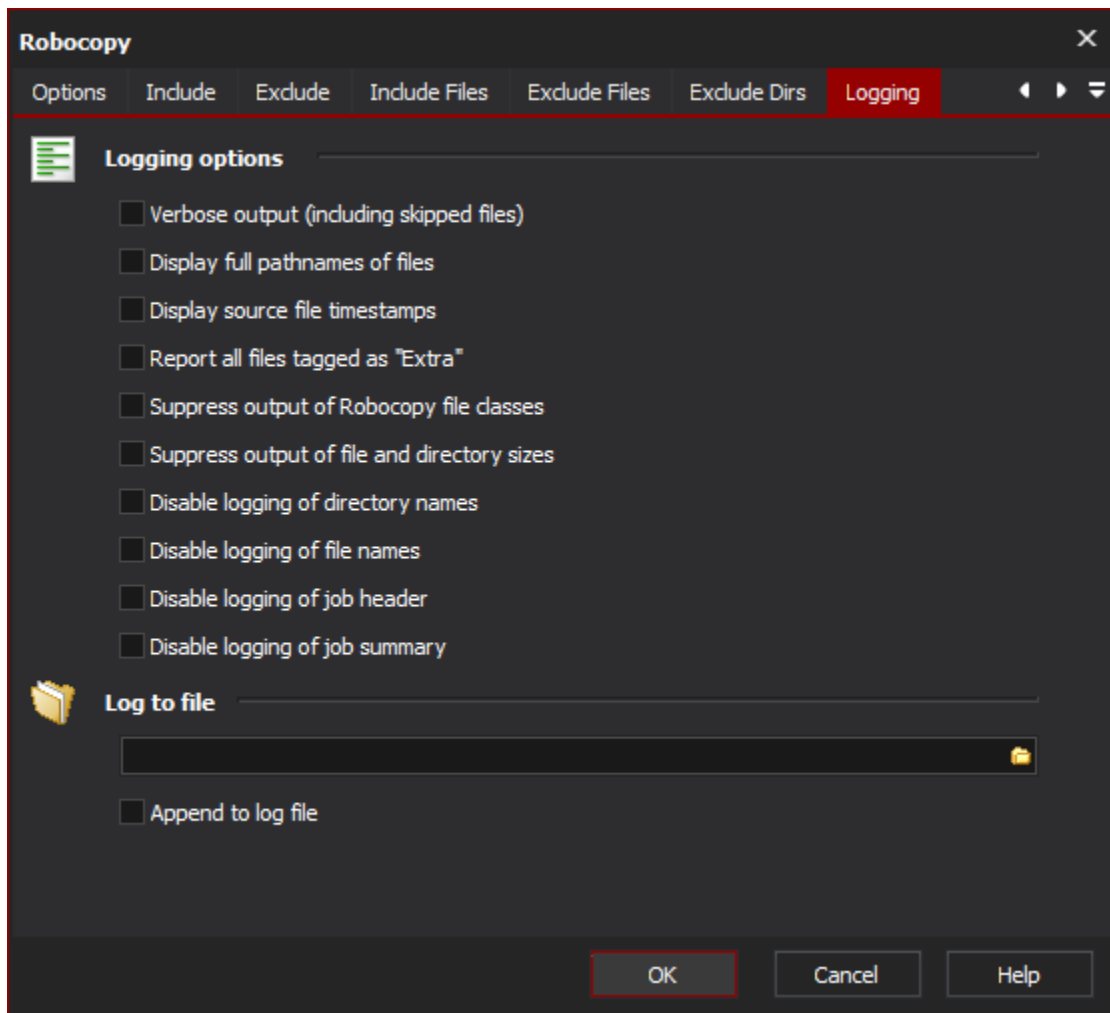 Robocopy
Options Include Exclude Include Files Exclude Files Exclude Dirs Logging
Logging options
Verbose output (including skipped files)
Display full pathnames of files
Display source file timestamps
Report all files tagged as "Extra"
Suppress output of Robocopy file classes
Suppress output of file and directory sizes
Disable logging of directory names
Disable logging of file names
Disable logging of job header
Disable logging of job summary
Log to file
Append to log file
OK Cancel Help